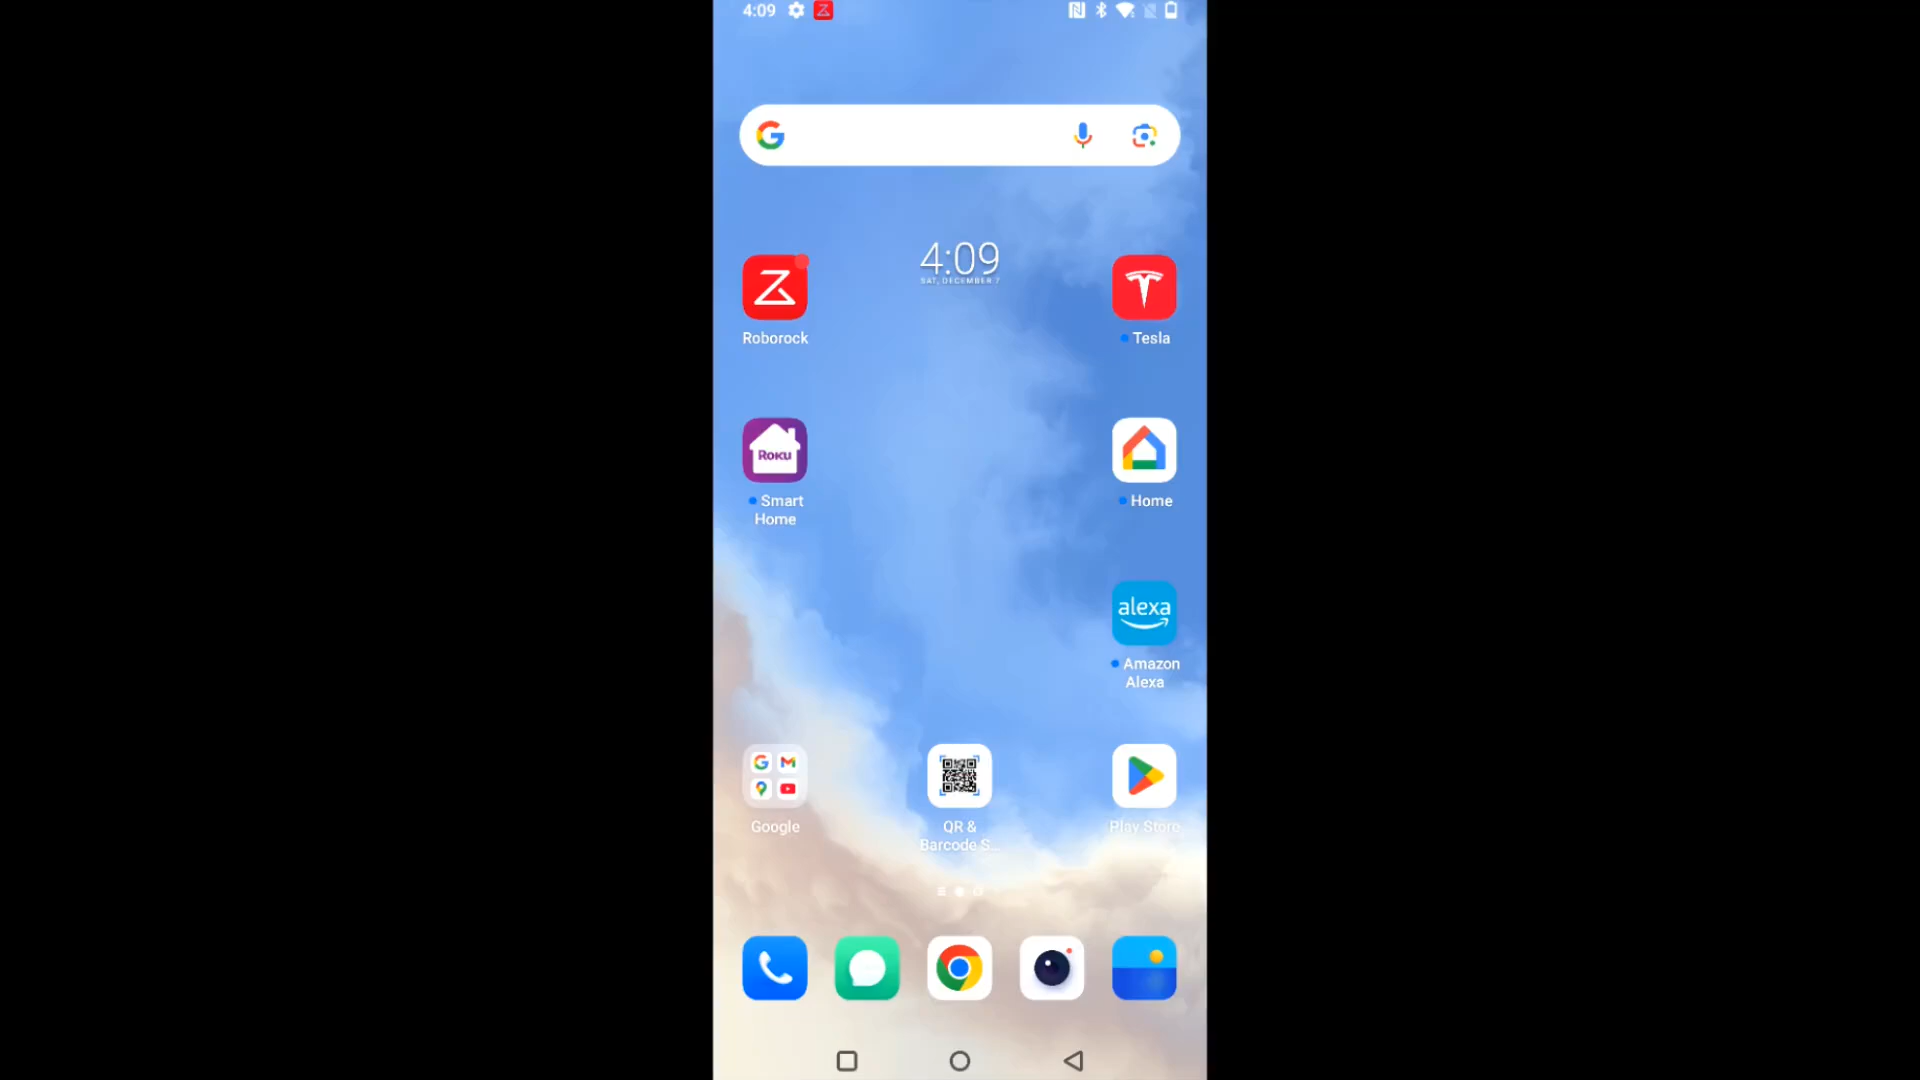 4:09
4:09
SAT, DECEMBER 7
Roborock
Tesla
Roku
Smart
Home
Home
alexa
Amazon
Alexa
Google
QR &
Barcode S...
Play Store